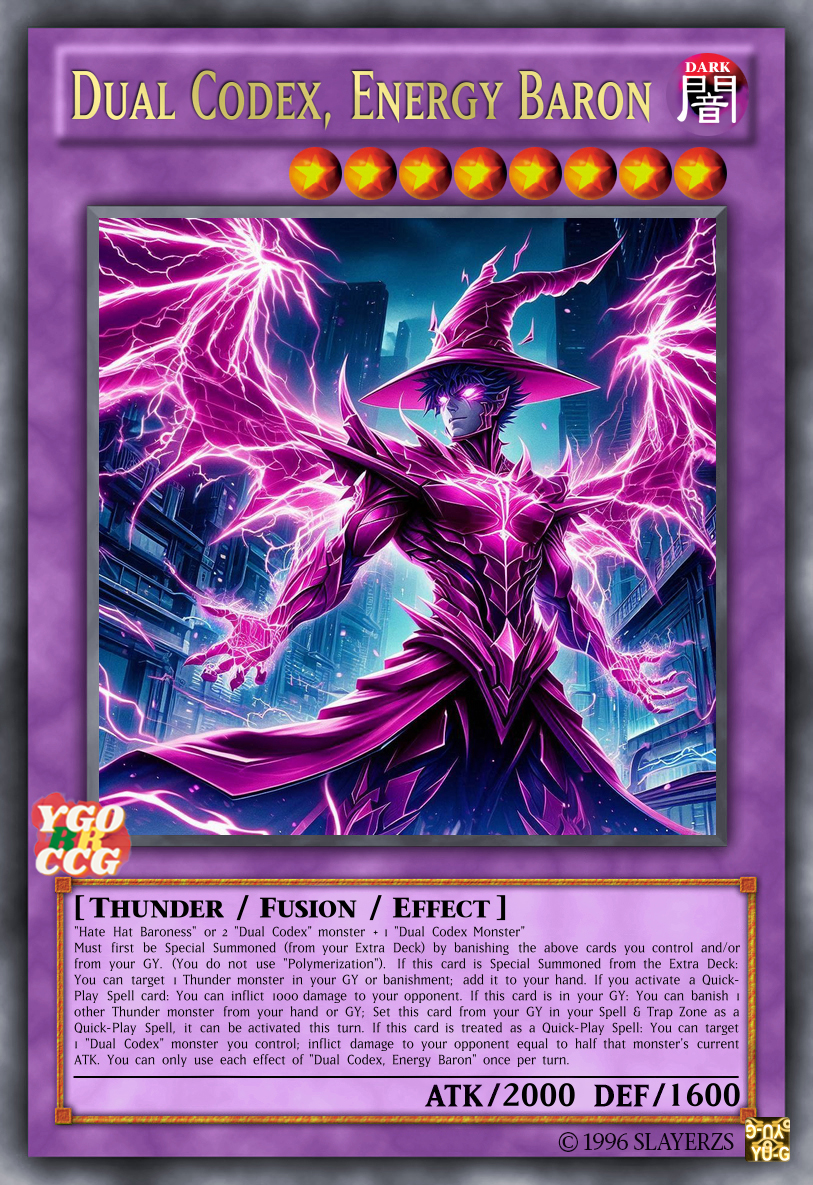 Dual Codex, Energy Baron
DARK
闇
YGO
BR
CCG
[ Thunder / Fusion / Effect ]
"Hate Hat Baroness" or 2 "Dual Codex" monster + 1 "Dual Codex Monster"
Must first be Special Summoned (from your Extra Deck) by banishing the above cards you control and/or
from your GY. (You do not use "Polymerization"). If this card is Special Summoned from the Extra Deck:
You can target 1 Thunder monster in your GY or banishment; add it to your hand. If you activate a Quick-
Play Spell card: You can inflict 1000 damage to your opponent. If this card is in your GY: You can banish 1
other Thunder monster from your hand or GY; Set this card from your GY in your Spell & Trap Zone as a
Quick-Play Spell, it can be activated this turn. If this card is treated as a Quick-Play Spell: You can target
1 "Dual Codex" monster you control; inflict damage to your opponent equal to half that monster's current
ATK. You can only use each effect of "Dual Codex, Energy Baron" once per turn.
ATK/2000 DEF/1600
© 1996 SLAYERZS